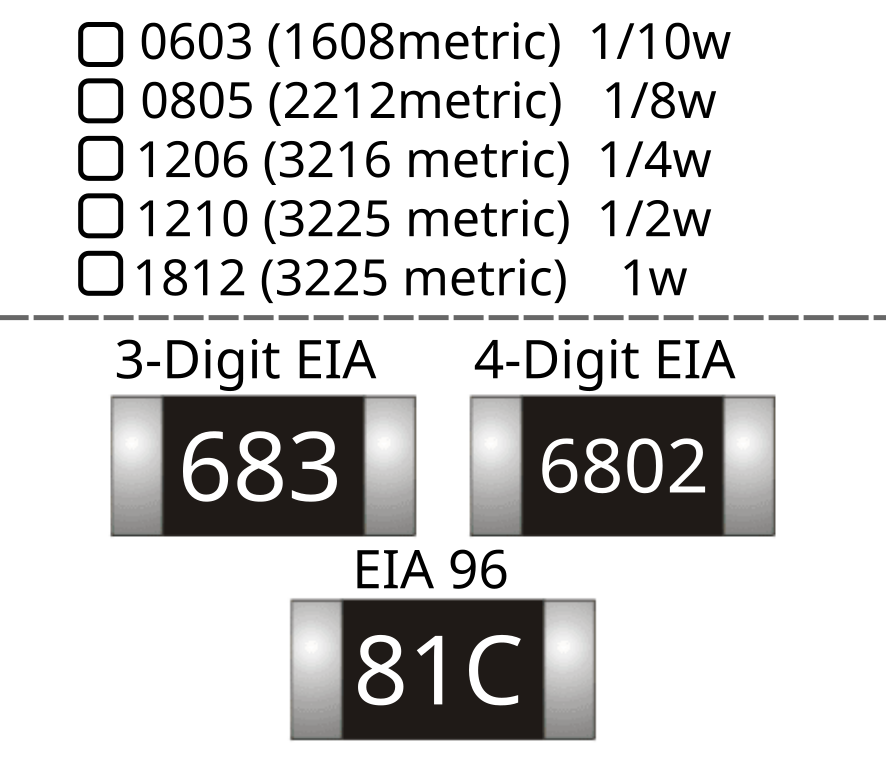 0603 (1608metric) 1/10w
0805 (2212metric) 1/8w
1206 (3216 metric) 1/4w
1210 (3225 metric) 1/2w
1812 (3225 metric) 1w
3-Digit EIA 4-Digit EIA
683 6802
EIA 96
81C